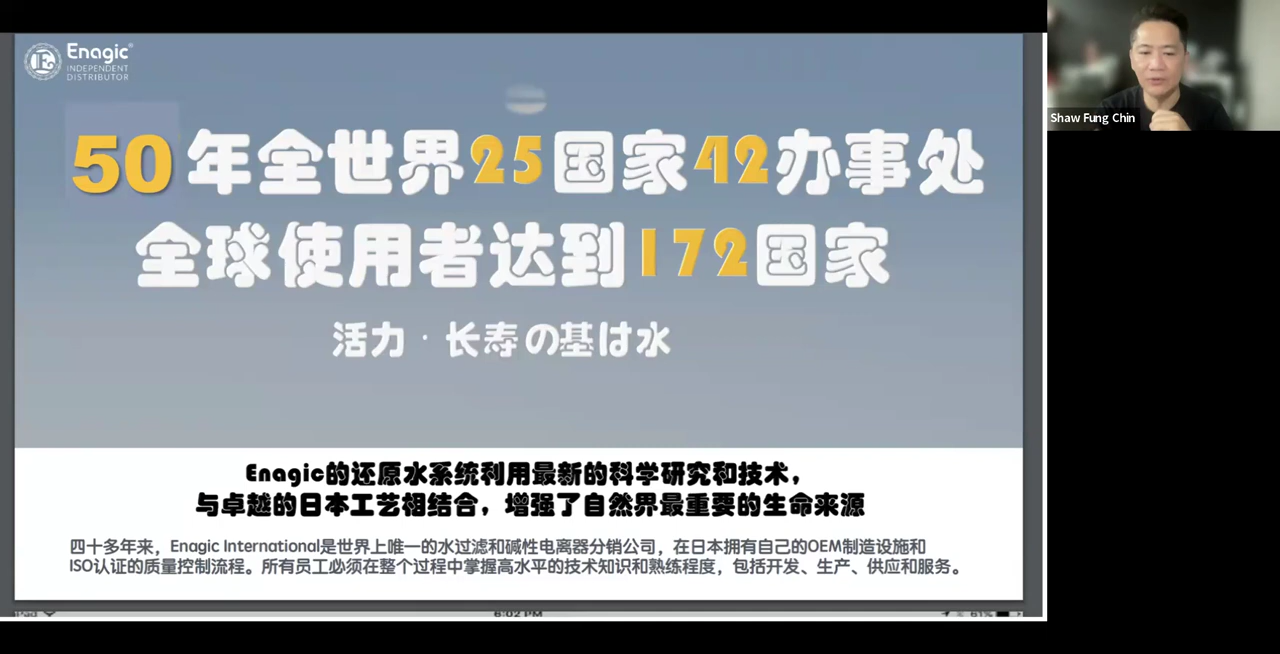 Enagic®
INDEPENDENT
DISTRIBUTOR
Shaw Fung Chin
50年全世界25国家42办事处
全球使用者达到172国家
活力·长寿の基は水
Enagic的还原水系统利用最新的科学研究和技术，
与卓越的日本工艺相结合，增强了自然界最重要的生命来源
四十多年来，Enagic International是世界上唯一的水过滤和碱性电离器分销公司，在日本拥有自己的OEM制造设施和
ISO认证的质量控制流程。所有员工必须在整个过程中掌握高水平的技术知识和熟练程度，包括开发、生产、供应和服务。
iPad
6:02 PM
61%